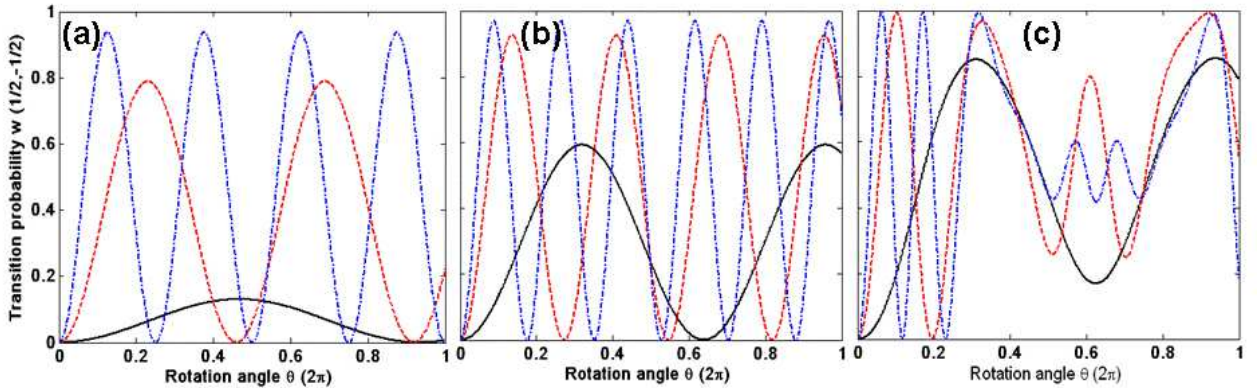 (a)
(b)
(c)
Transition probability w (1/2,-1/2)
1
0.8
0.6
0.4
0.2
0
0 0.2 0.4 0.6 0.8 1
0.2 0.4 0.6 0.8 1
0 0.2 0.4 0.6 0.8 1
Rotation angle θ (2π)
Rotation angle θ (2π)
Rotation angle θ (2π)